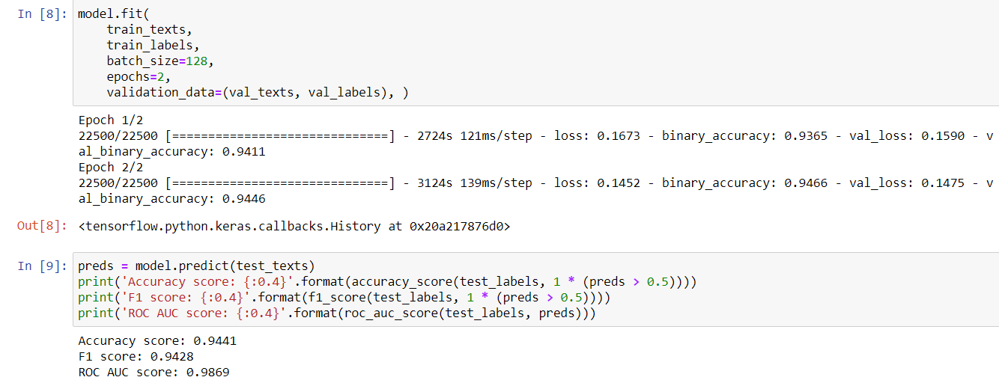 In [8]: model.fit(
    train_texts,
    train_labels,
    batch_size=128,
    epochs=2,
    validation_data=(val_texts, val_labels), )
Epoch 1/2
22500/22500 [==============================] - 2724s 121ms/step - loss: 0.1673 - binary_accuracy: 0.9365 - val_loss: 0.1590 - v
al_binary_accuracy: 0.9411
Epoch 2/2
22500/22500 [==============================] - 3124s 139ms/step - loss: 0.1452 - binary_accuracy: 0.9466 - val_loss: 0.1475 - v
al_binary_accuracy: 0.9446
Out[8]: <tensorflow.python.keras.callbacks.History at 0x20a217876d0>
In [9]: preds = model.predict(test_texts)
print('Accuracy score: {:0.4}'.format(accuracy_score(test_labels, 1 * (preds > 0.5))))
print('F1 score: {:0.4}'.format(f1_score(test_labels, 1 * (preds > 0.5))))
print('ROC AUC score: {:0.4}'.format(roc_auc_score(test_labels, preds)))
Accuracy score: 0.9441
F1 score: 0.9428
ROC AUC score: 0.9869